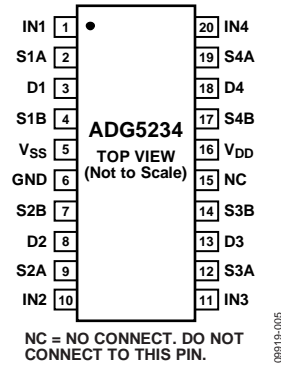 IN1 1 20 IN4
S1A 2 19 S4A
D1 3 18 D4
S1B 4 17 S4B
ADG5234
VSS 5 16 VDD
TOP VIEW
(Not to Scale)
GND 6 15 NC
S2B 7 14 S3B
D2 8 13 D3
S2A 9 12 S3A
IN2 10 11 IN3
NC = NO CONNECT. DO NOT
CONNECT TO THIS PIN.
09919-005